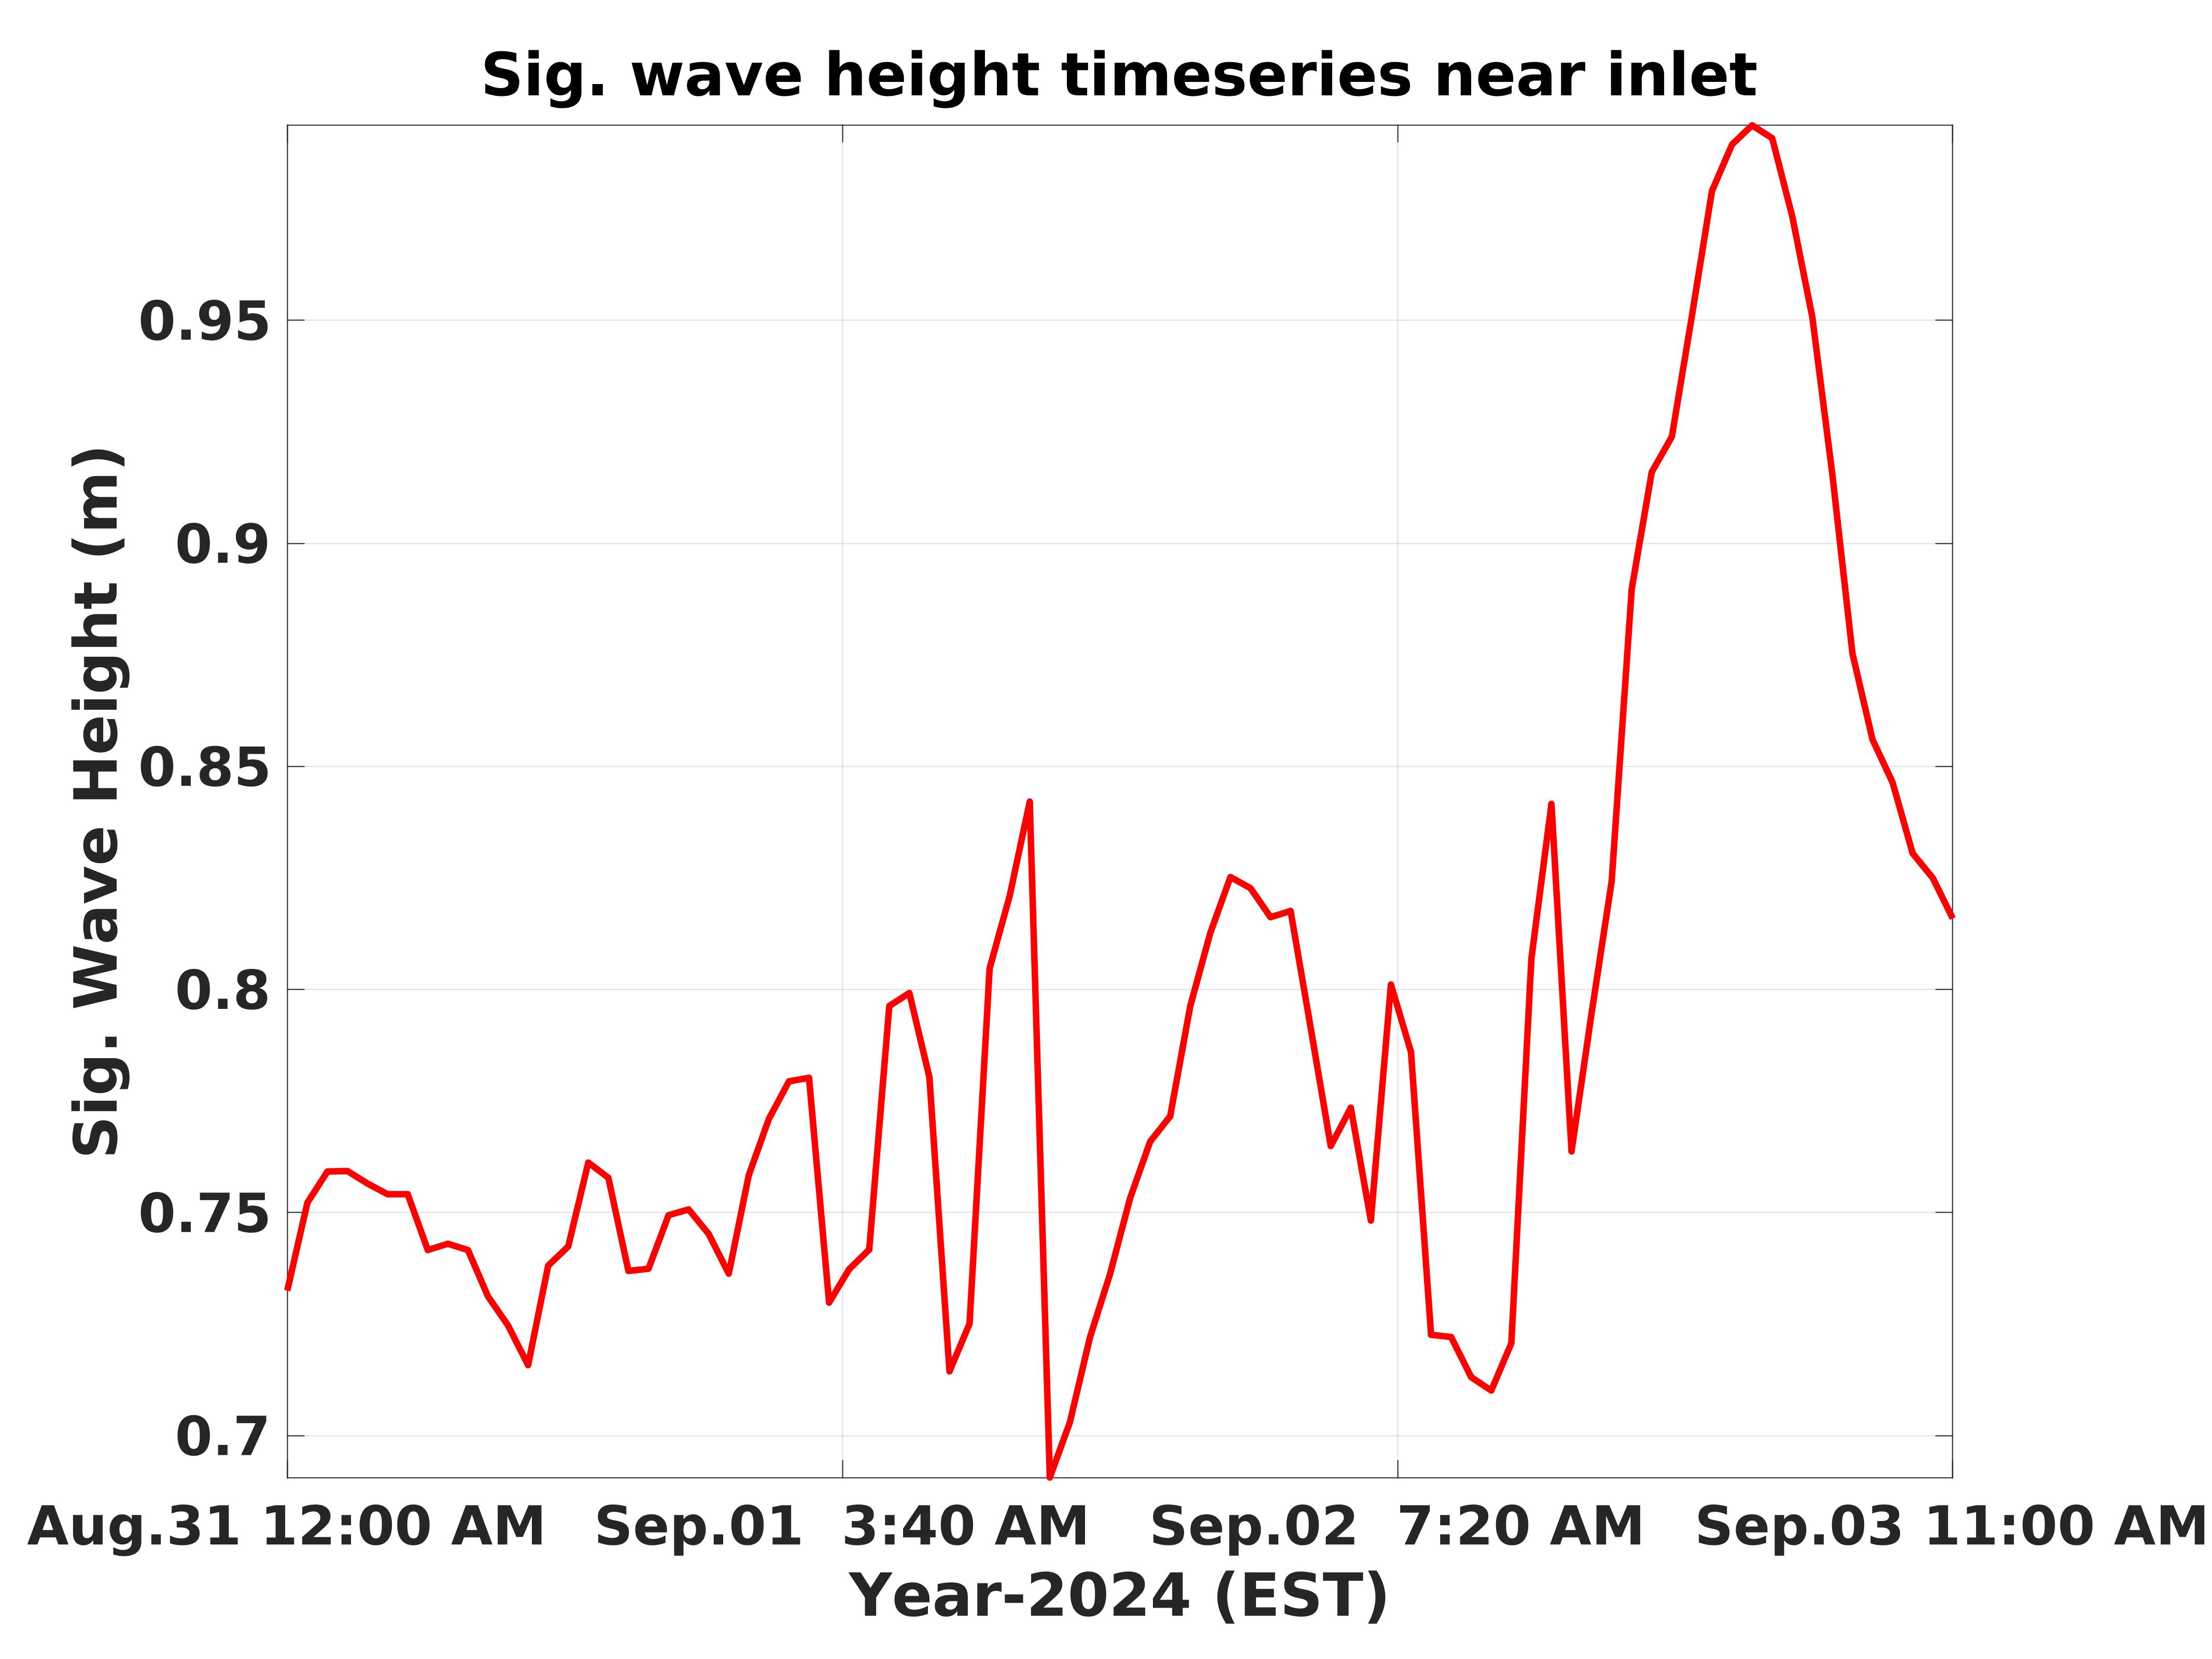 Sig. wave height timeseries near inlet
0.95
0.9
0.85
0.8
0.75
0.7
Sig. Wave Height (m)
Aug.31 12:00 AM Sep.01 3:40 AM Sep.02 7:20 AM Sep.03 11:00 AM
Year-2024 (EST)